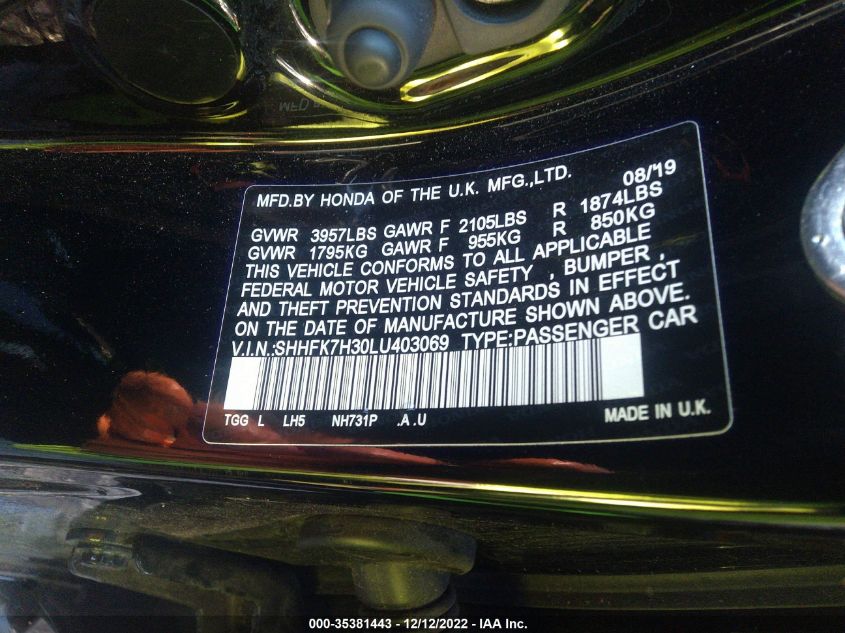 MFD.BY HONDA OF THE U.K. MFG.,LTD. 08/'19
GVWR 3957LBS GAWR F 2105LBS R 1874LBS
GVWR 1795KG GAWR F 955KG R 850KG
THIS VEHICLE CONFORMS TO ALL APPLICABLE
FEDERAL MOTOR VEHICLE SAFETY , BUMPER ,
AND THEFT PREVENTION STANDARDS IN EFFECT
ON THE DATE OF MANUFACTURE SHOWN ABOVE.
V.I.N.:SHHFK7H30LU403069 TYPE:PASSENGER CAR
TGG L LH5 NH731P .A.U MADE IN U.K.
000-35381443 - 12/12/2022 - IAA Inc.